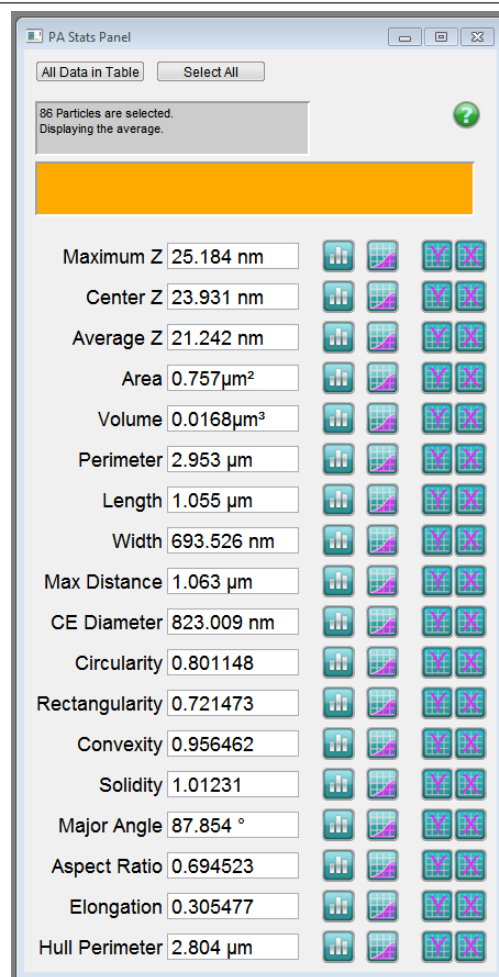 PA Stats Panel
All Data in Table Select All
86 Particles are selected.
Displaying the average.
?
Maximum Z 25.184 nm Y X
Center Z 23.931 nm Y X
Average Z 21.242 nm Y X
Area 0.757µm² Y X
Volume 0.0168µm³ Y X
Perimeter 2.953 µm Y X
Length 1.055 µm Y X
Width 693.526 nm Y X
Max Distance 1.063 µm Y X
CE Diameter 823.009 nm Y X
Circularity 0.801148 Y X
Rectangularity 0.721473 Y X
Convexity 0.956462 Y X
Solidity 1.01231 Y X
Major Angle 87.854 ° Y X
Aspect Ratio 0.694523 Y X
Elongation 0.305477 Y X
Hull Perimeter 2.804 µm Y X